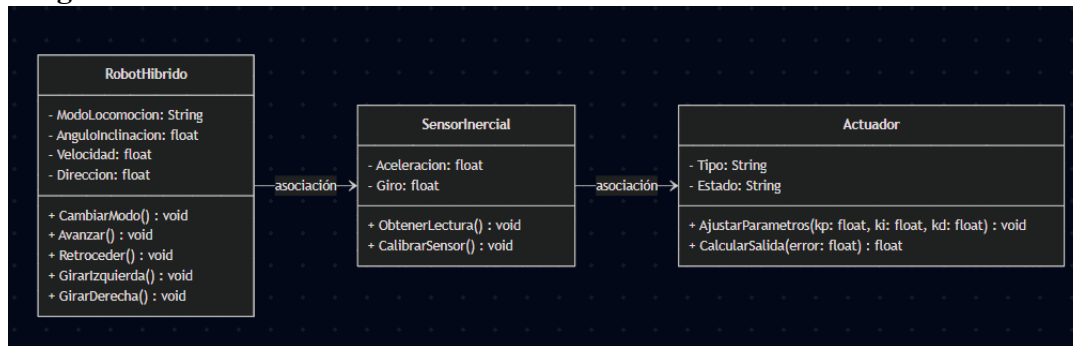 RobotHibrido
- ModoLocomocion: String
- AnguloInclinacion: float
- Velocidad: float
- Direccion: float
+ CambiarModo() : void
+ Avanzar() : void
+ Retroceder() : void
+ GirarIzquierda() : void
+ GirarDerecha() : void
asociación
SensorInercial
- Aceleracion: float
- Giro: float
+ ObtenerLectura() : void
+ CalibrarSensor() : void
asociación
Actuador
- Tipo: String
- Estado: String
+ AjustarParametros(kp: float, ki: float, kd: float) : void
+ CalcularSalida(error: float) : float